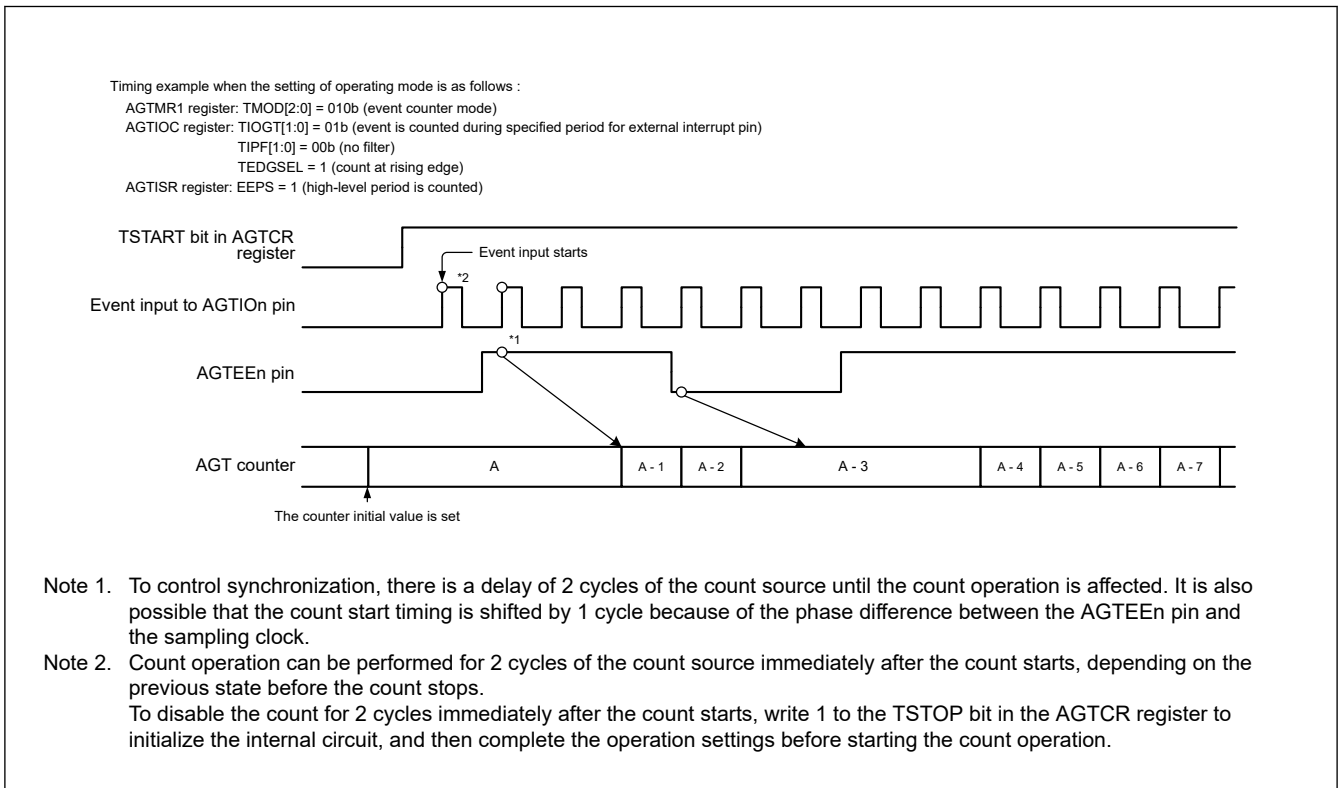 Timing example when the setting of operating mode is as follows :
AGTMR1 register: TMOD[2:0] = 010b (event counter mode)
AGTIOC register: TIOGT[1:0] = 01b (event is counted during specified period for external interrupt pin)
TIPF[1:0] = 00b (no filter)
TEDGSEL = 1 (count at rising edge)
AGTISR register: EEPS = 1 (high-level period is counted)
TSTART bit in AGTCR
register
Event input starts
*2
Event input to AGTIOn pin
*1
AGTEEn pin
AGT counter
A
A - 1
A - 2
A - 3
A - 4
A - 5
A - 6
A - 7
The counter initial value is set
Note 1. To control synchronization, there is a delay of 2 cycles of the count source until the count operation is affected. It is also
possible that the count start timing is shifted by 1 cycle because of the phase difference between the AGTEEn pin and
the sampling clock.
Note 2. Count operation can be performed for 2 cycles of the count source immediately after the count starts, depending on the
previous state before the count stops.
To disable the count for 2 cycles immediately after the count starts, write 1 to the TSTOP bit in the AGTCR register to
initialize the internal circuit, and then complete the operation settings before starting the count operation.